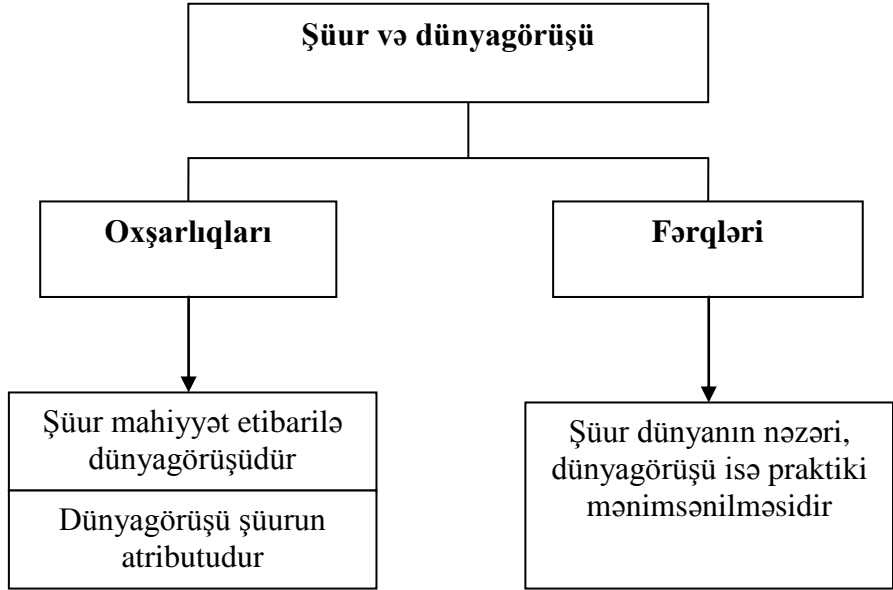 Şüur və dünyagörüşü
Oxşarlıqları
Fərqləri
Şüur mahiyyət etibarilə
dünyagörüşüdür
Dünyagörüşü şüurun
atributudur
Şüur dünyanın nəzəri,
dünyagörüşü isə praktiki
mənimsənilməsidir